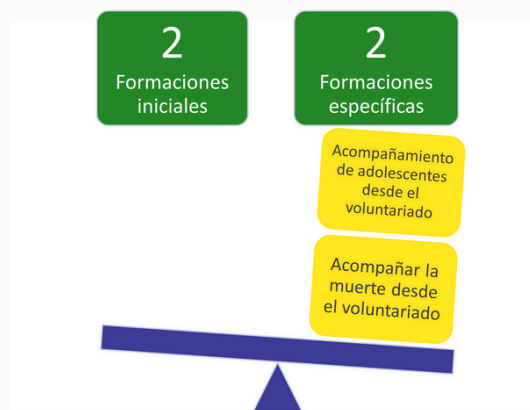 2
Formaciones
iniciales
2
Formaciones
específicas
Acompañamiento
de adolescentes
desde el
voluntariado
Acompañar la
muerte desde
el voluntariado